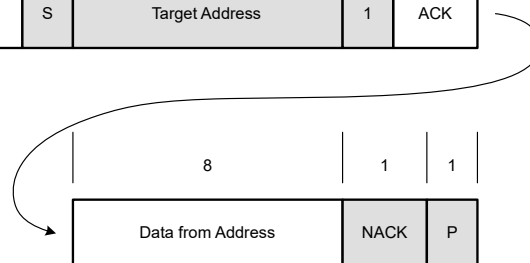 S Target Address 1 ACK
8 1 1
Data from Address NACK P